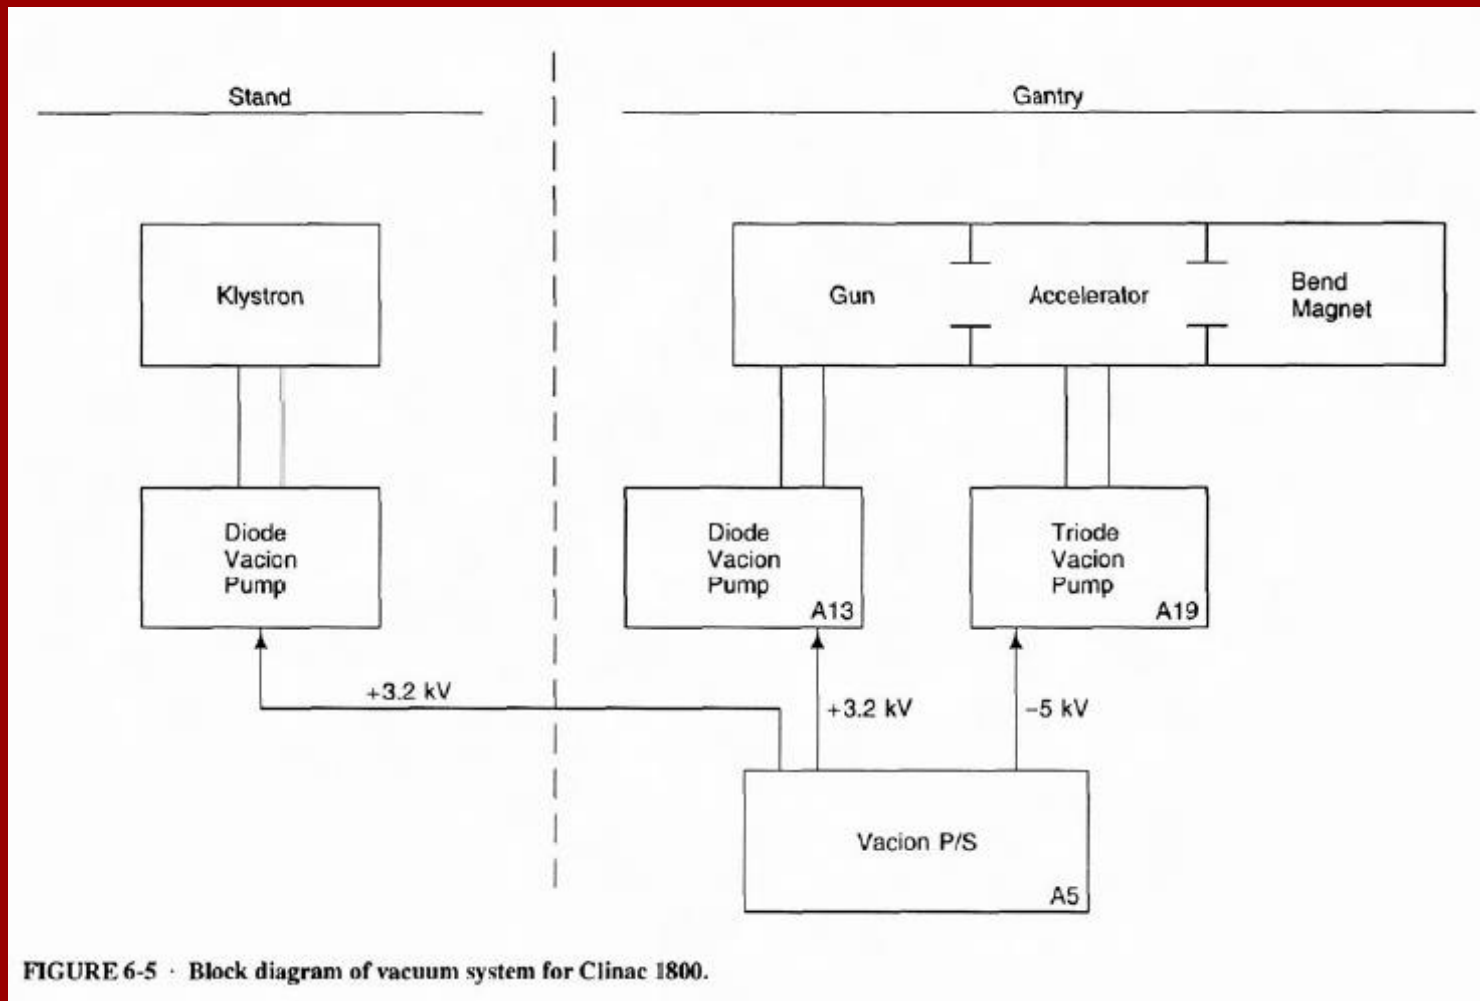 Stand
Gantry
Klystron
Gun
Accelerator
Bend
Magnet
Diode
Vacion
Pump
Diode
Vacion
Pump
A13
Triode
Vacion
Pump
A19
+3.2 kV
+3.2 kV
-5 kV
Vacion P/S
A5
FIGURE 6-5 · Block diagram of vacuum system for Clinac 1800.